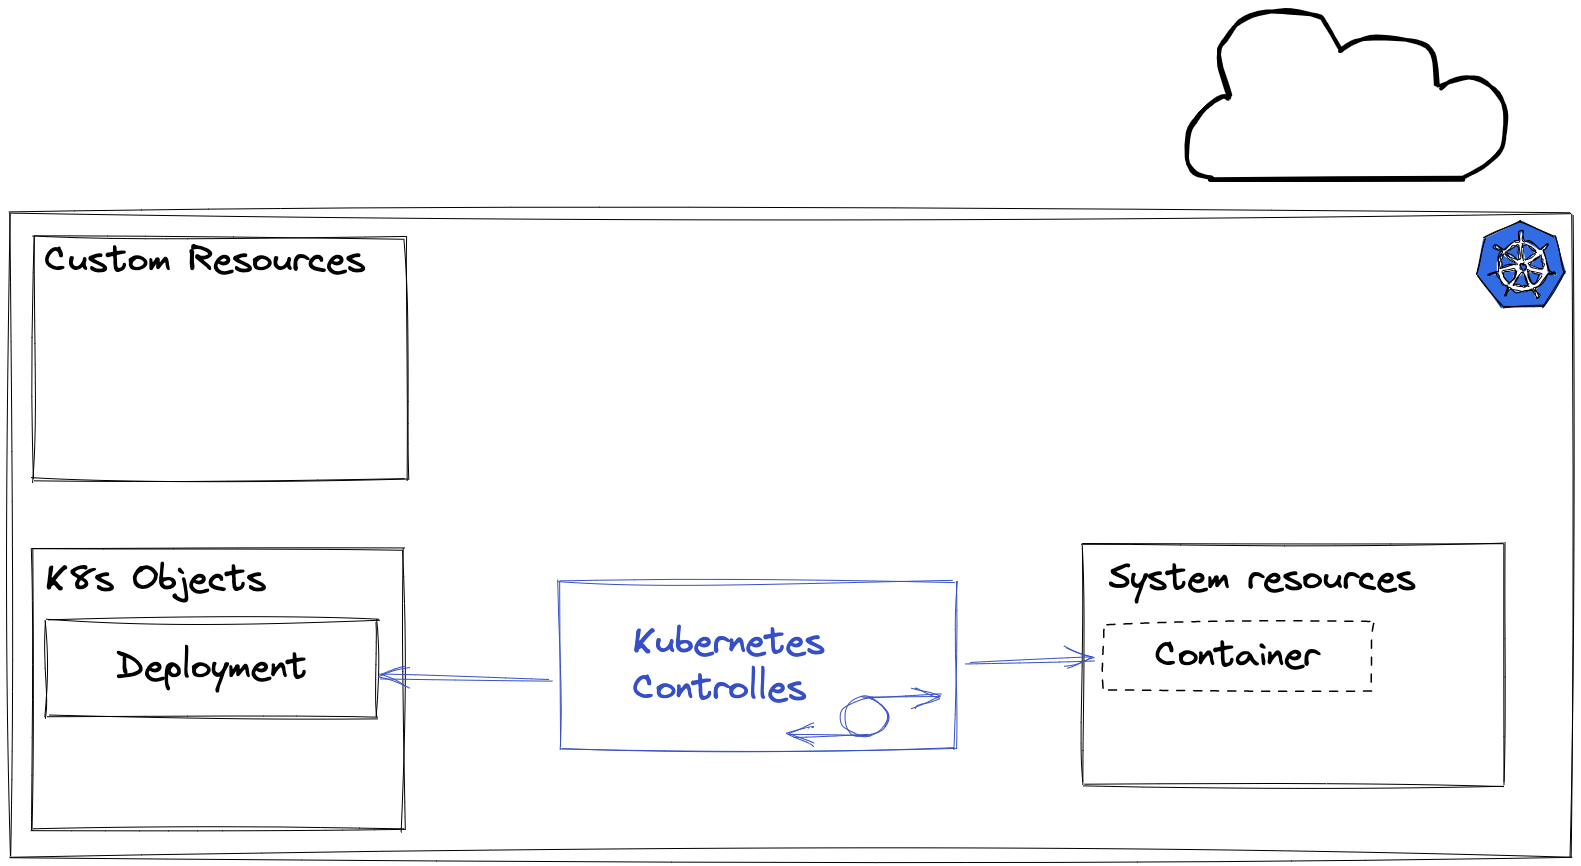 Custom Resources
K8s Objects
Deployment
Kubernetes
Controlles
System resources
Container